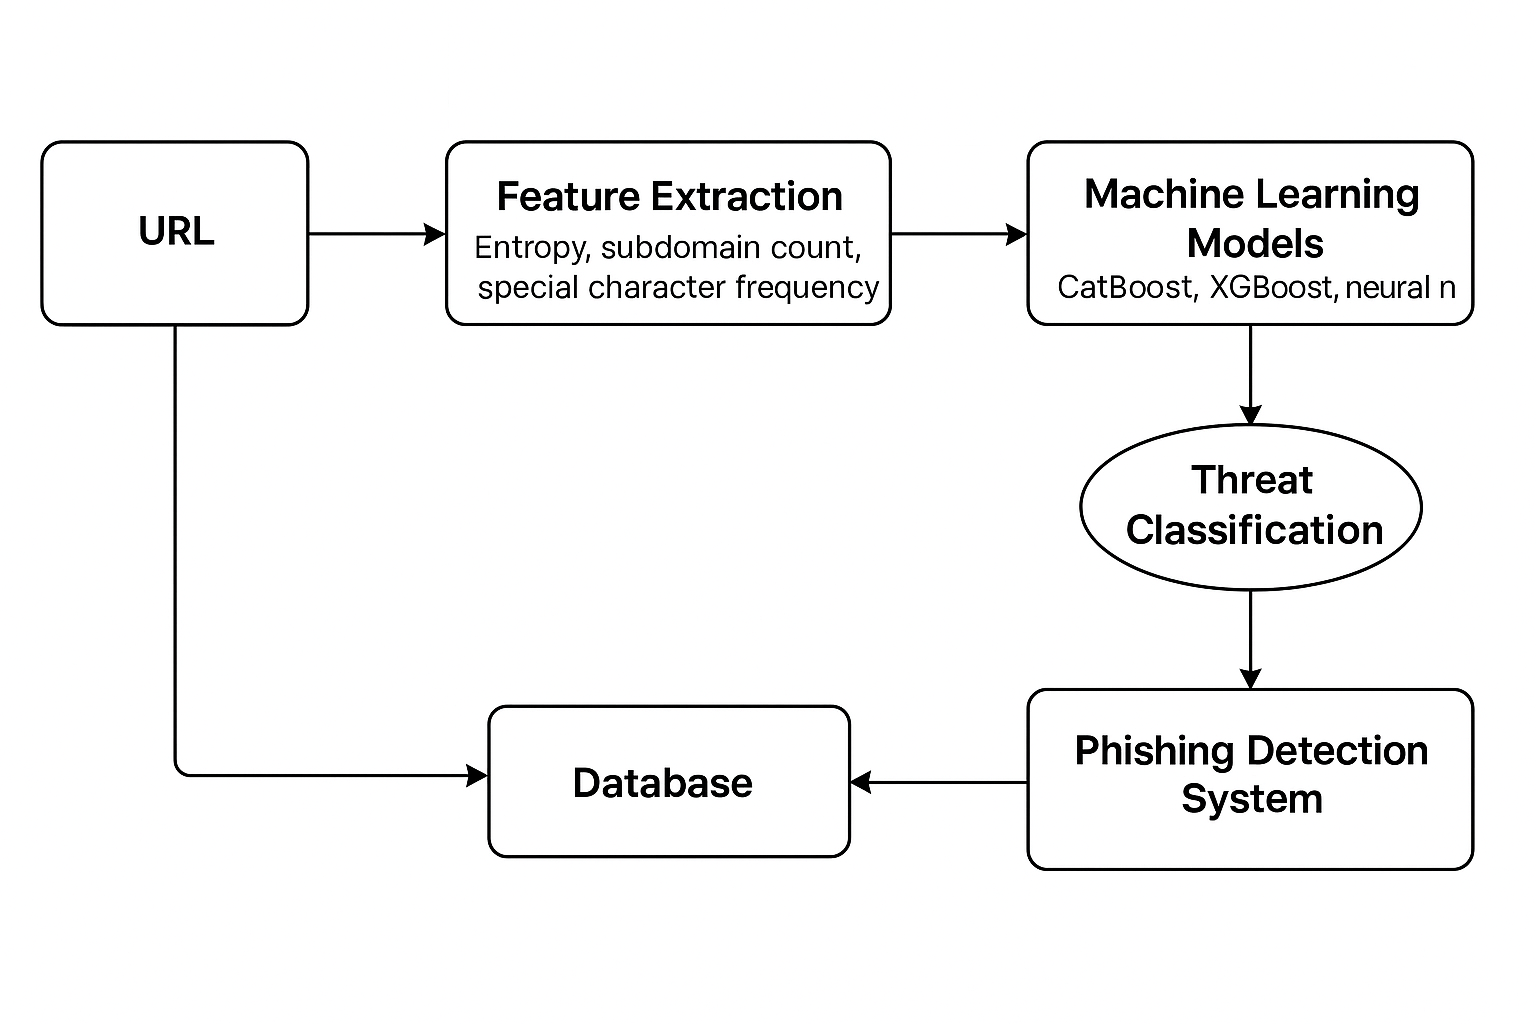 URL
Feature Extraction
Entropy, subdomain count,
special character frequency
Machine Learning
Models
CatBoost, XGBoost, neural n
Threat
Classification
Database
Phishing Detection
System